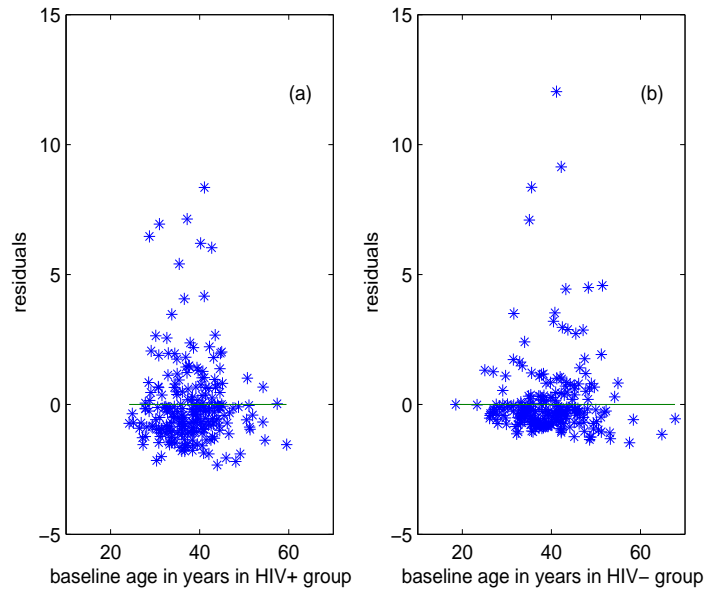 15
10
5
0
−5
residuals
(a)
20
40
60
baseline age in years in HIV+ group
15
10
5
0
−5
residuals
(b)
20
40
60
baseline age in years in HIV− group